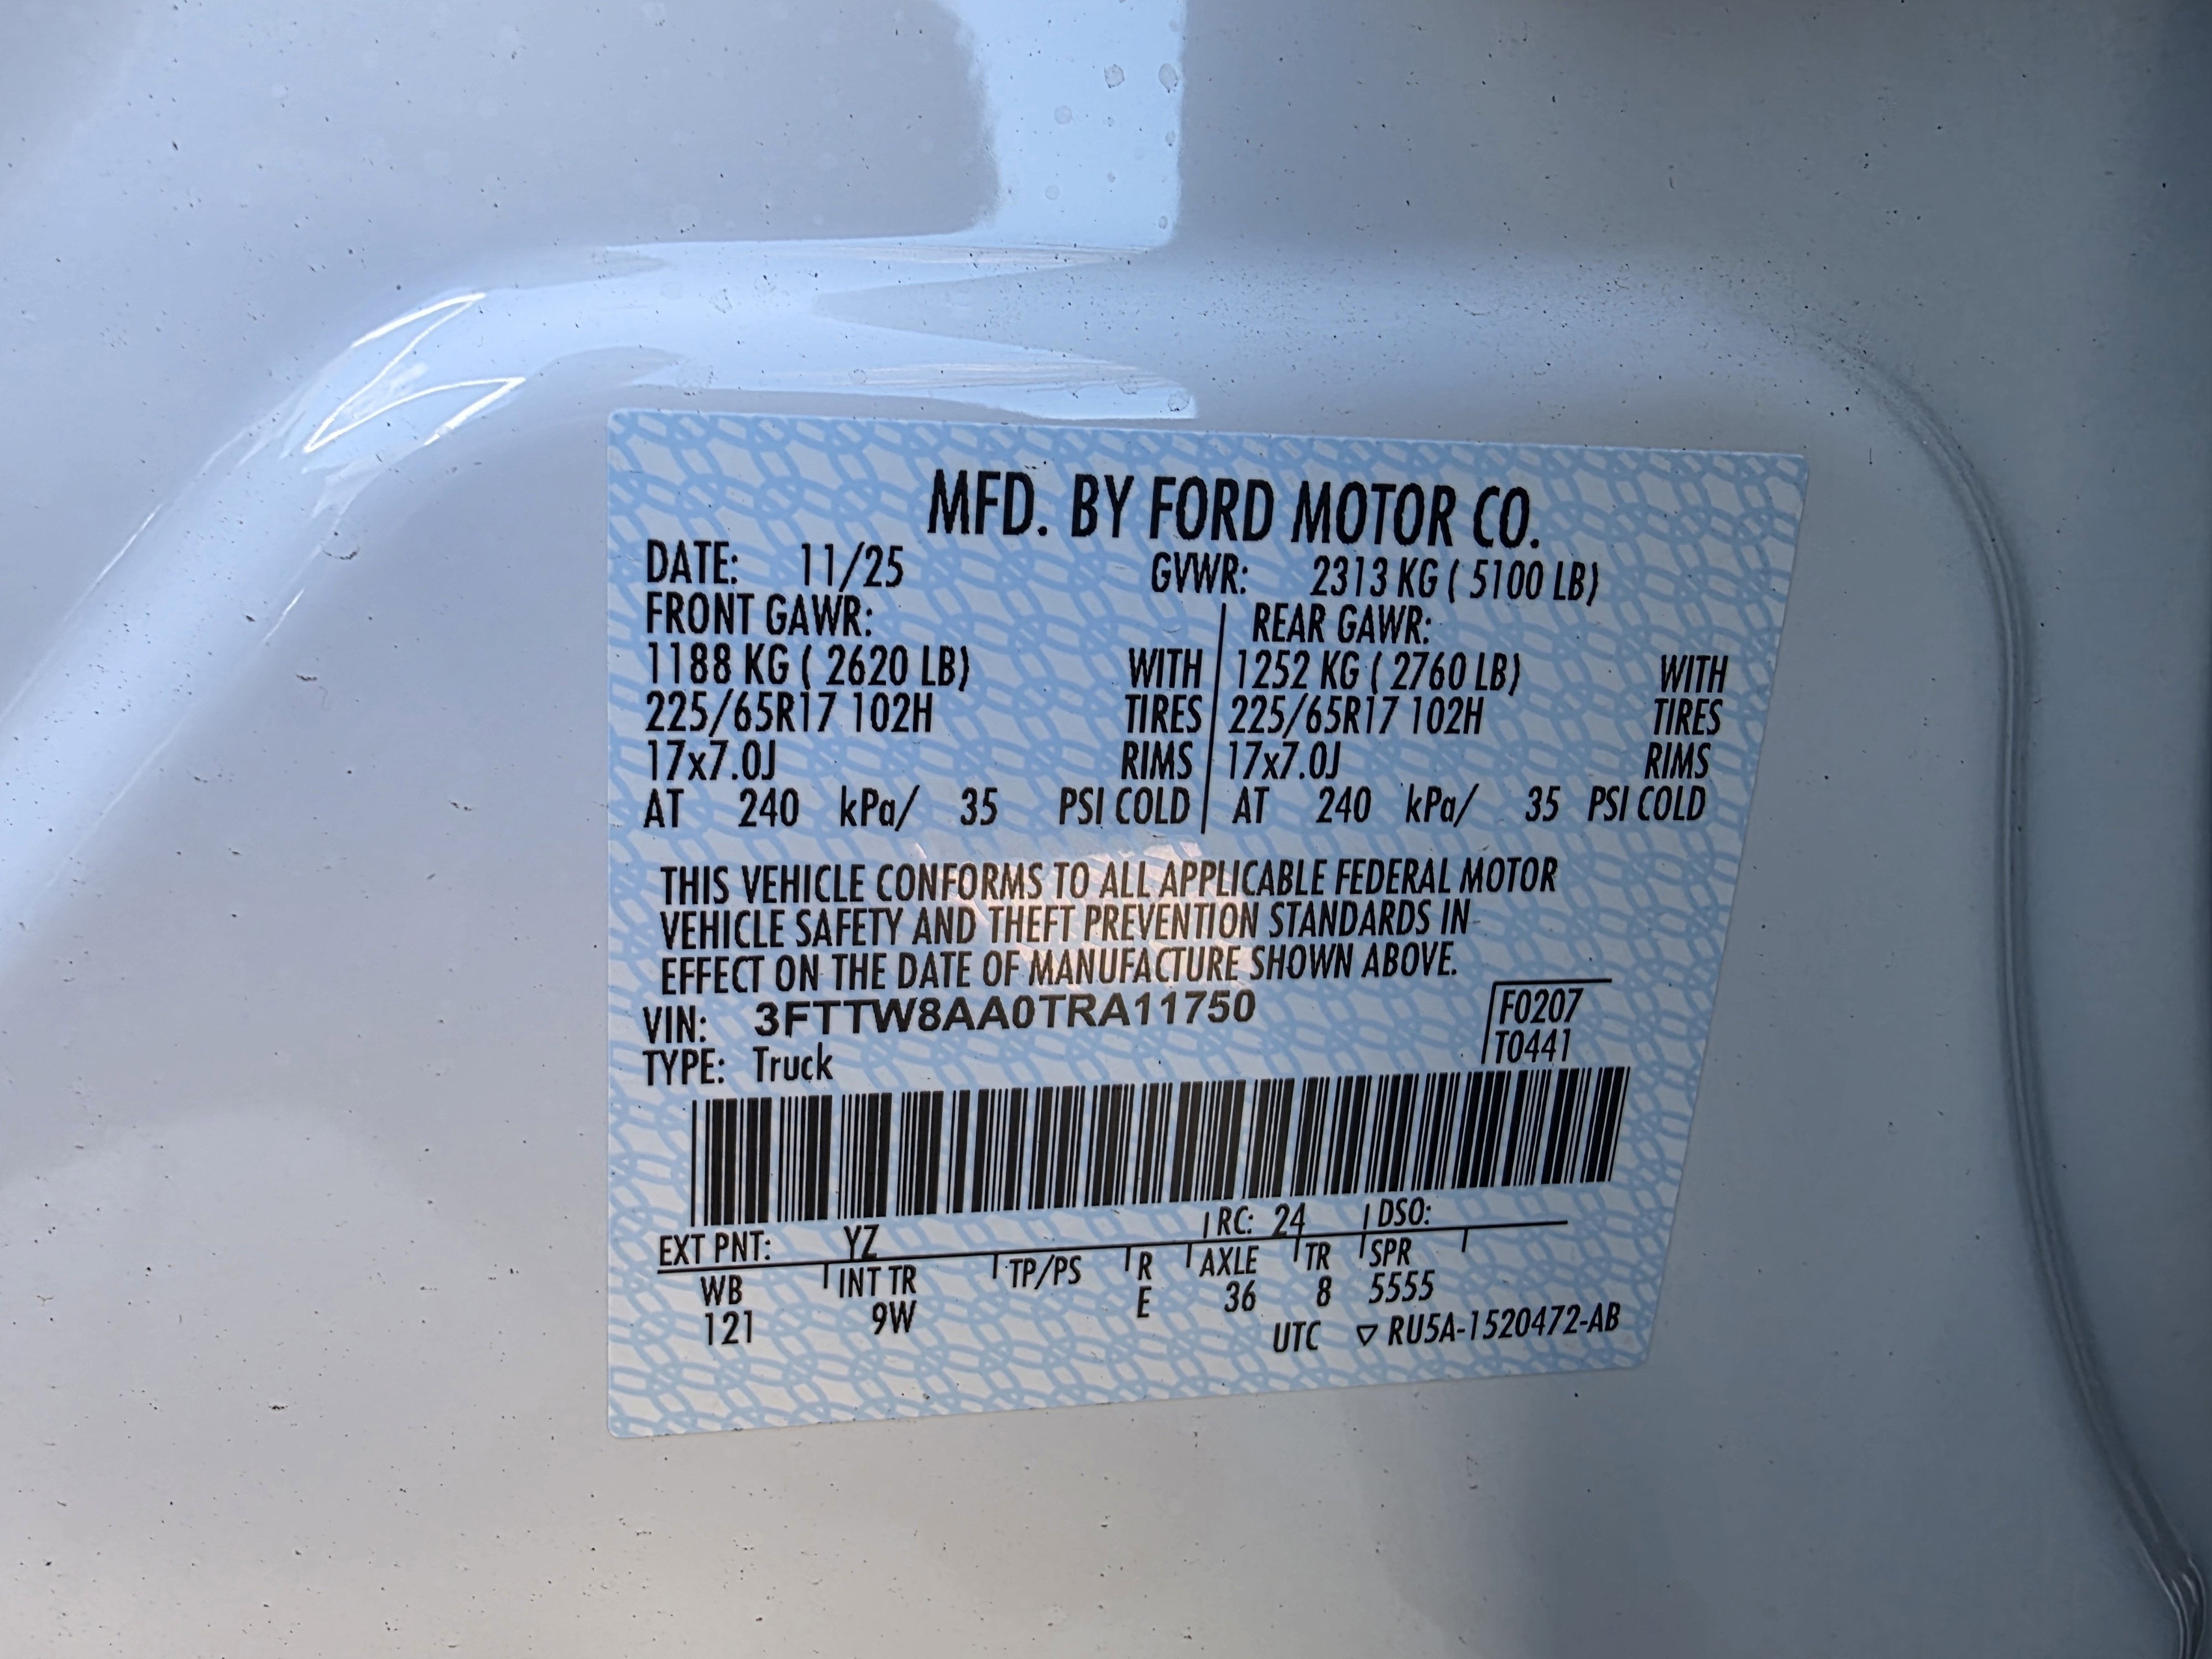 MFD. BY FORD MOTOR CO.
DATE: 11/25 GVWR: 2313 KG ( 5100 LB)
FRONT GAWR: REAR GAWR:
1188 KG ( 2620 LB) WITH 1252 KG ( 2760 LB) WITH
225/65R17 102H TIRES 225/65R17 102H TIRES
17x7.0J RIMS 17x7.0J RIMS
AT 240 kPa/ 35 PSI COLD AT 240 kPa/ 35 PSI COLD
THIS VEHICLE CONFORMS TO ALL APPLICABLE FEDERAL MOTOR
VEHICLE SAFETY AND THEFT PREVENTION STANDARDS IN
EFFECT ON THE DATE OF MANUFACTURE SHOWN ABOVE.
VIN: 3FTTW8AA0TRA11750 F0207
TYPE: Truck T0441
EXT PNT: YZ RC: 24 DSO:
WB INT TR TP/PS R AXLE TR SPR
121 9W E 36 8 5555
UTC ▽ RU5A-1520472-AB